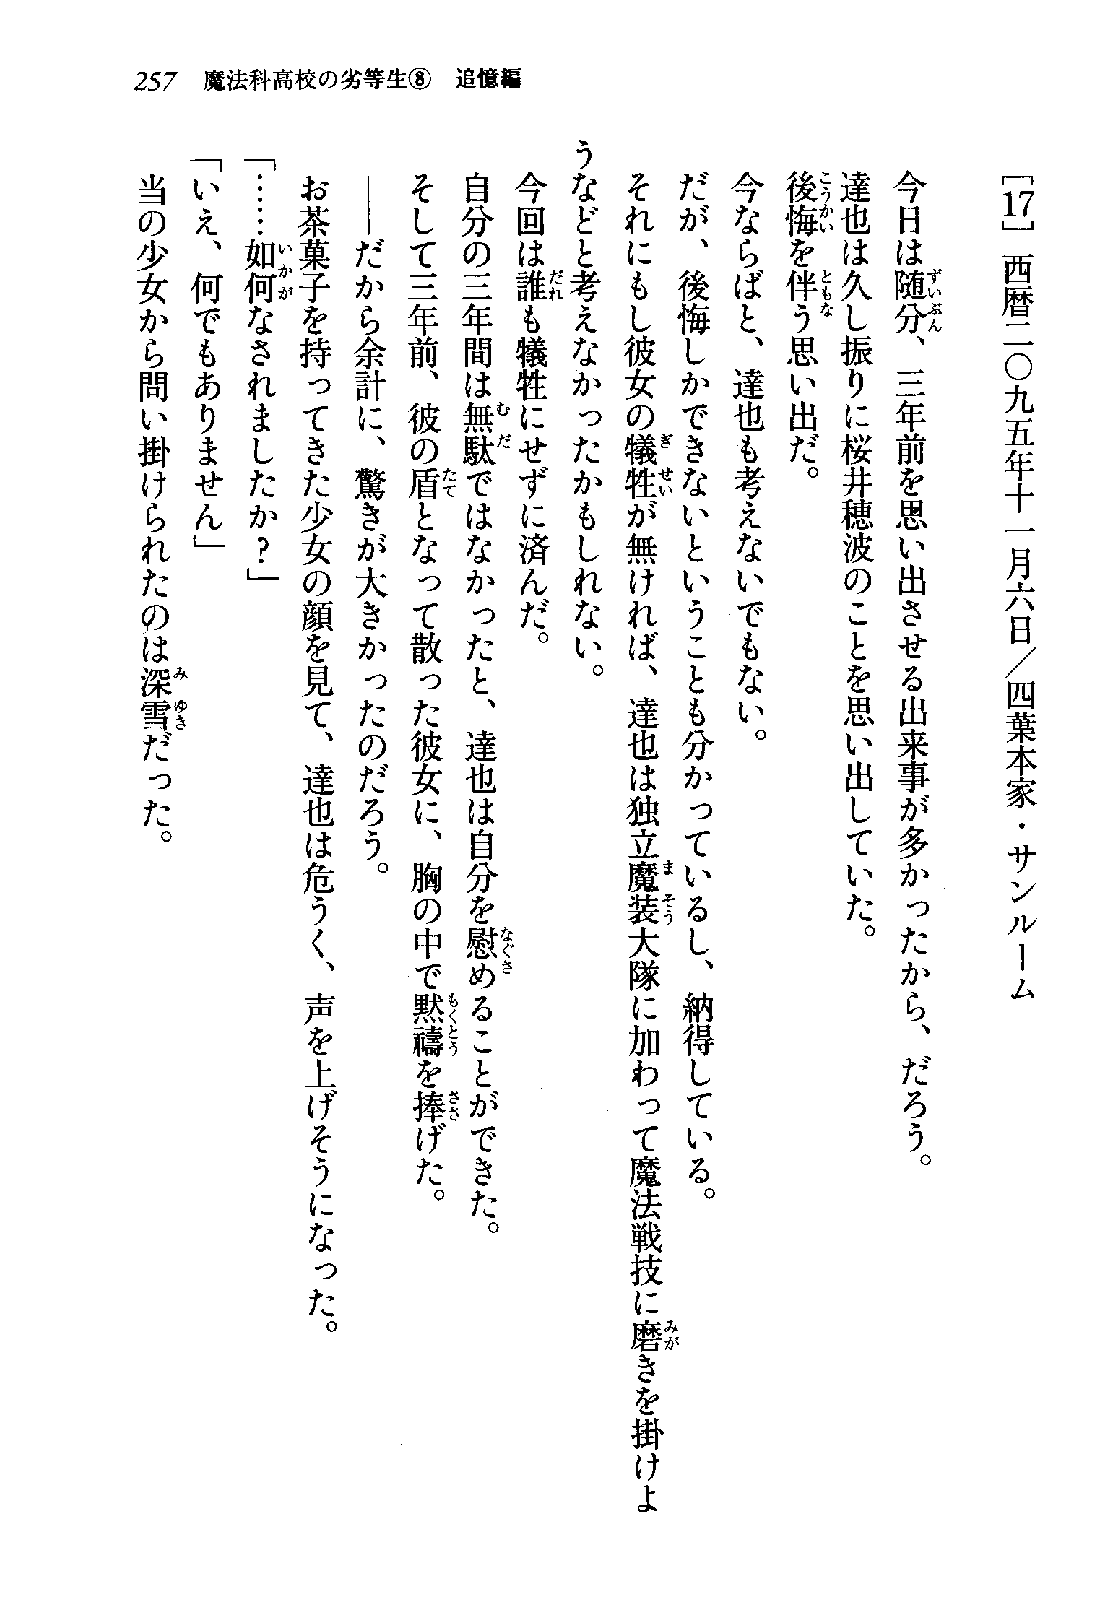 257　魔法科高校の劣等生⑧　追憶編
［17］西暦二〇九五年十一月六日／四葉本家・サンルーム
今日は随分、三年前を思い出させる出来事が多かったから、だろう。
達也は久し振りに桜井穂波のことを思い出していた。
後悔を伴う思い出だ。
今ならばと、達也も考えないでもない。
だが、後悔しかできないということも分かっているし、納得している。
それにもし彼女の犠牲が無ければ、達也は独立魔装大隊に加わって魔法戦技に磨きを掛けよ
うなどと考えなかったかもしれない。
今回は誰も犠牲にせずに済んだ。
自分の三年間は無駄ではなかったと、達也は自分を慰めることができた。
そして三年前、彼の盾となって散った彼女に、胸の中で黙禱を捧げた。
――だから余計に、驚きが大きかったのだろう。
お茶菓子を持ってきた少女の顔を見て、達也は危うく、声を上げそうになった。
「……如何なされましたか？」
「いえ、何でもありません」
当の少女から問い掛けられたのは深雪だった。